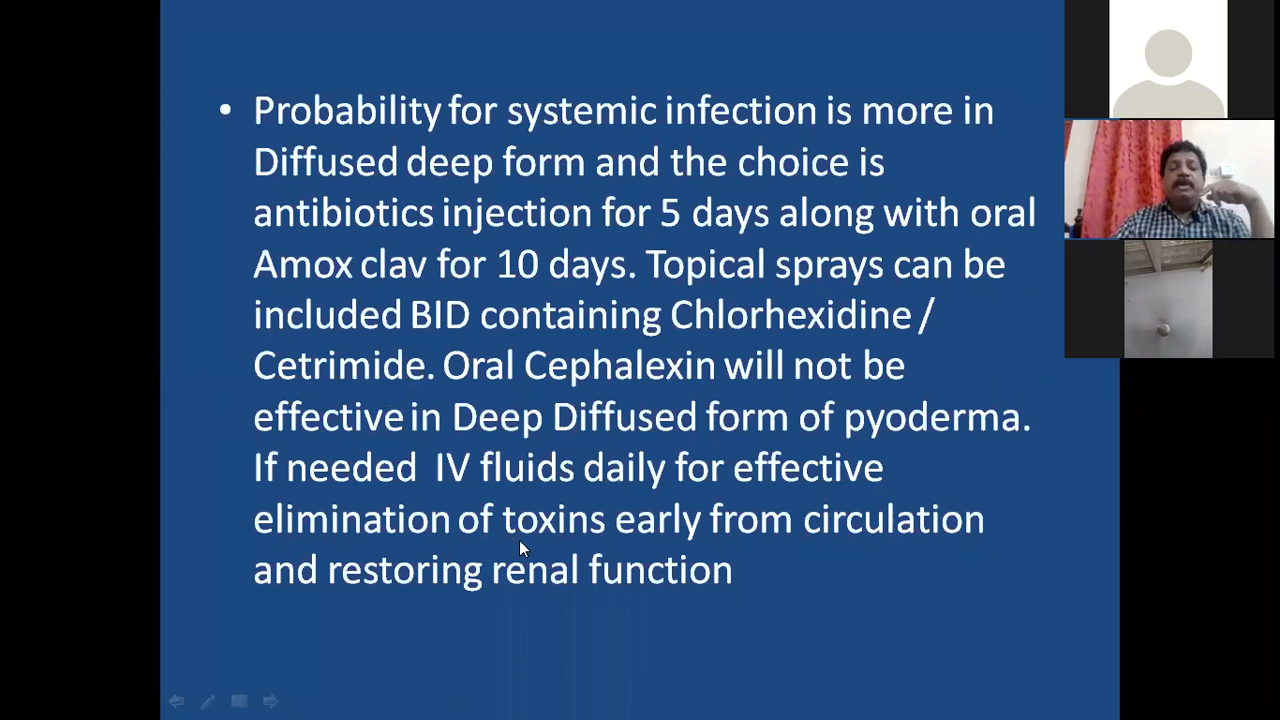 • Probability for systemic infection is more in
Diffused deep form and the choice is
antibiotics injection for 5 days along with oral
Amox clav for 10 days. Topical sprays can be
included BID containing Chlorhexidine /
Cetrimide. Oral Cephalexin will not be
effective in Deep Diffused form of pyoderma.
If needed IV fluids daily for effective
elimination of toxins early from circulation
and restoring renal function